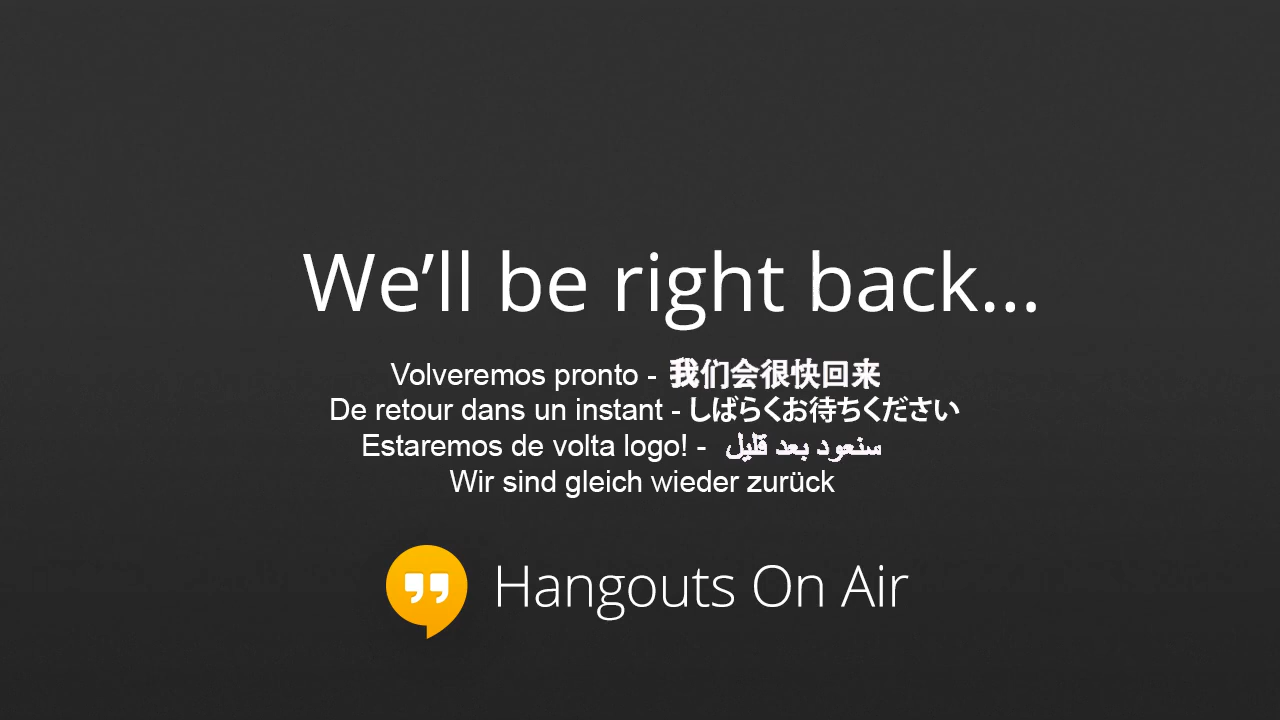 We’ll be right back...
Volveremos pronto - 我们会很快回来
De retour dans un instant - しばらくお待ちください
Estaremos de volta logo! - سنعود بعد قليل
Wir sind gleich wieder zurück
Hangouts On Air